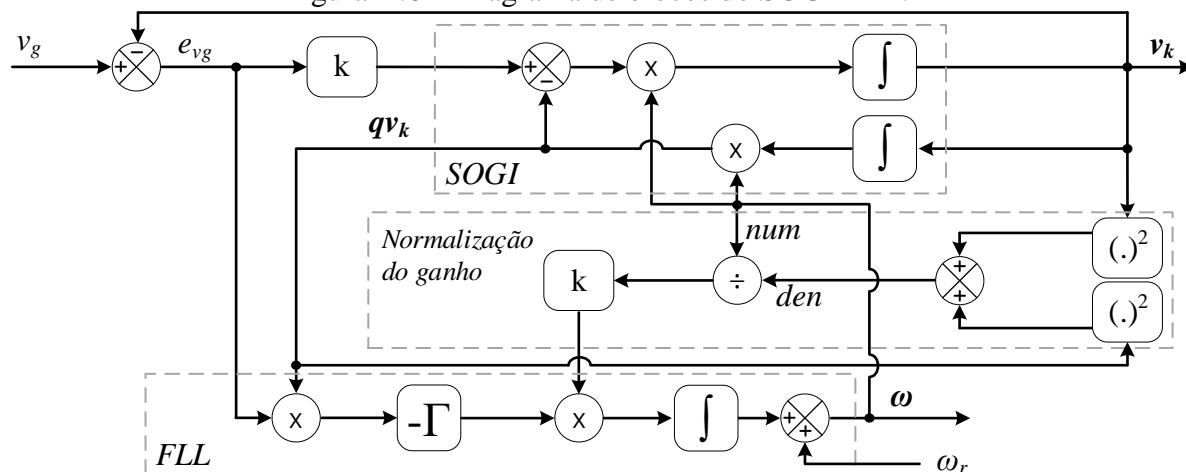 v_g
e_vg
k
+
−
+
−
x
∫
v_k
qv_k
x
∫
SOGI
Normalização
do ganho
num
k
÷
den
+
+
(.)²
(.)²
x
-Γ
x
∫
+
+
ω
FLL
ω_r